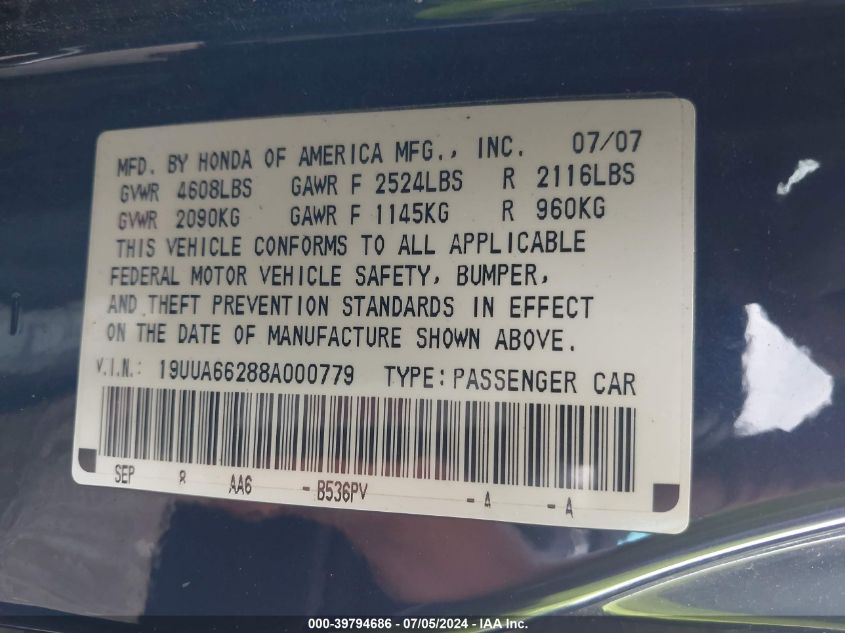 MFD. BY HONDA OF AMERICA MFG., INC. 07/07
GVWR 4608LBS GAWR F 2524LBS R 2116LBS
GVWR 2090KG GAWR F 1145KG R 960KG
THIS VEHICLE CONFORMS TO ALL APPLICABLE
FEDERAL MOTOR VEHICLE SAFETY, BUMPER,
AND THEFT PREVENTION STANDARDS IN EFFECT
ON THE DATE OF MANUFACTURE SHOWN ABOVE.
V.I.N.: 19UUA66288A000779 TYPE: PASSENGER CAR
SEP 8 AA6 - B536PV - A - A
000-39794686 / 07/05/2024 - IAA Inc.